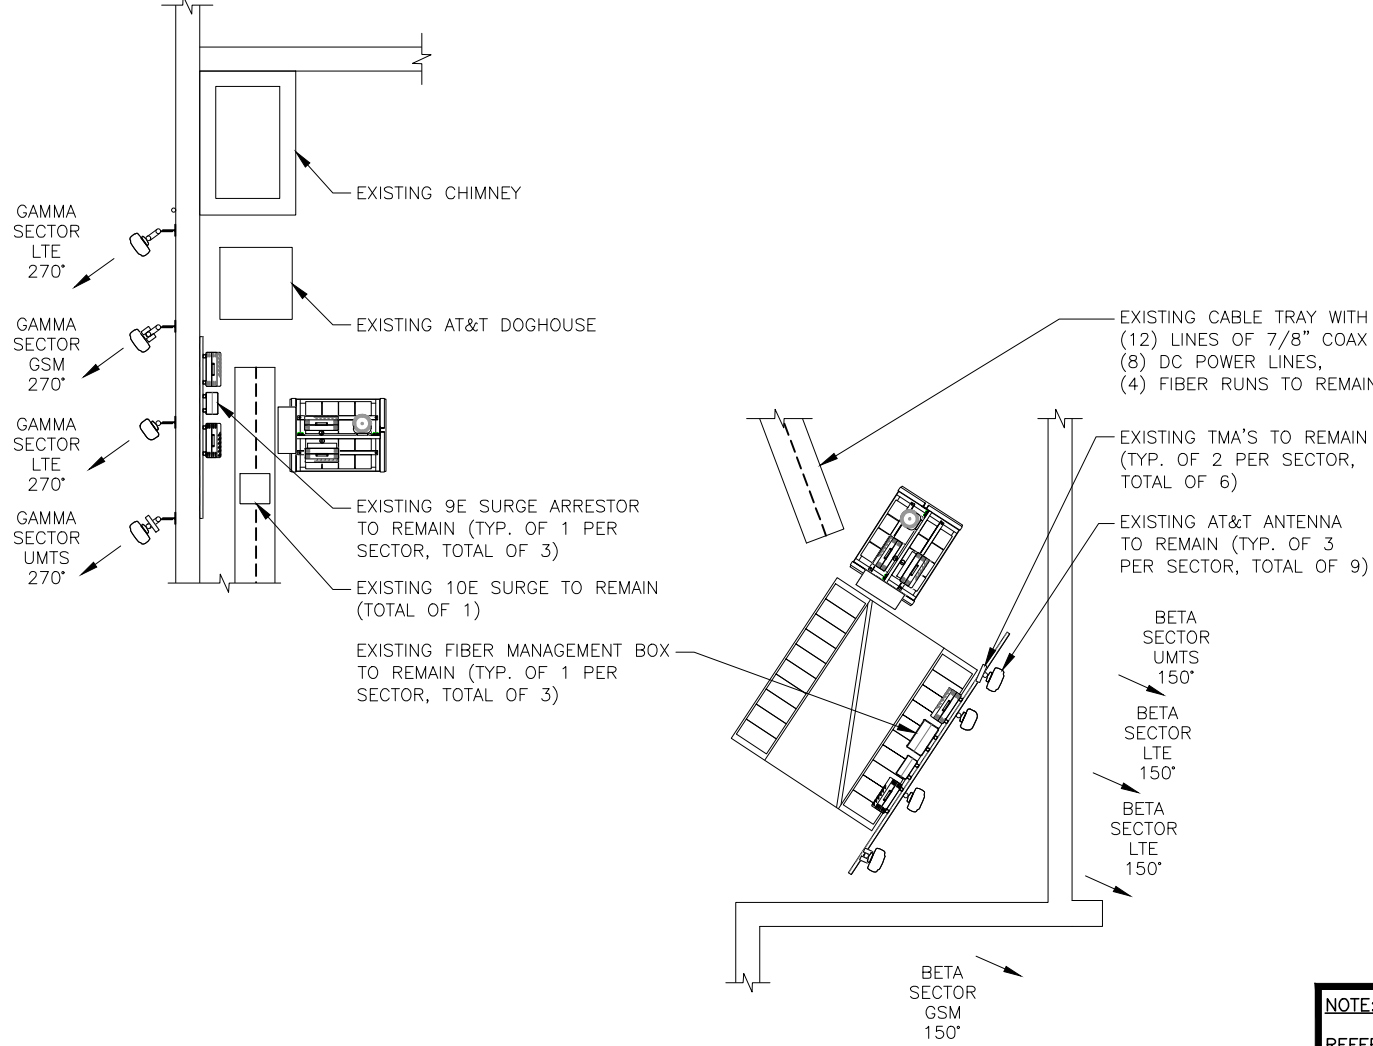 GAMMA
SECTOR
LTE
270°
GAMMA
SECTOR
GSM
270°
GAMMA
SECTOR
LTE
270°
GAMMA
SECTOR
UMTS
270°
EXISTING CHIMNEY
EXISTING AT&T DOGHOUSE
EXISTING 9E SURGE ARRESTOR
TO REMAIN (TYP. OF 1 PER
SECTOR, TOTAL OF 3)
EXISTING 10E SURGE TO REMAIN
(TOTAL OF 1)
EXISTING FIBER MANAGEMENT BOX
TO REMAIN (TYP. OF 1 PER
SECTOR, TOTAL OF 3)
EXISTING CABLE TRAY WITH
(12) LINES OF 7/8" COAX
(8) DC POWER LINES,
(4) FIBER RUNS TO REMAIN
EXISTING TMA'S TO REMAIN
(TYP. OF 2 PER SECTOR,
TOTAL OF 6)
EXISTING AT&T ANTENNA
TO REMAIN (TYP. OF 3
PER SECTOR, TOTAL OF 9)
BETA
SECTOR
UMTS
150°
BETA
SECTOR
LTE
150°
BETA
SECTOR
LTE
150°
BETA
SECTOR
GSM
150°
NOTE: